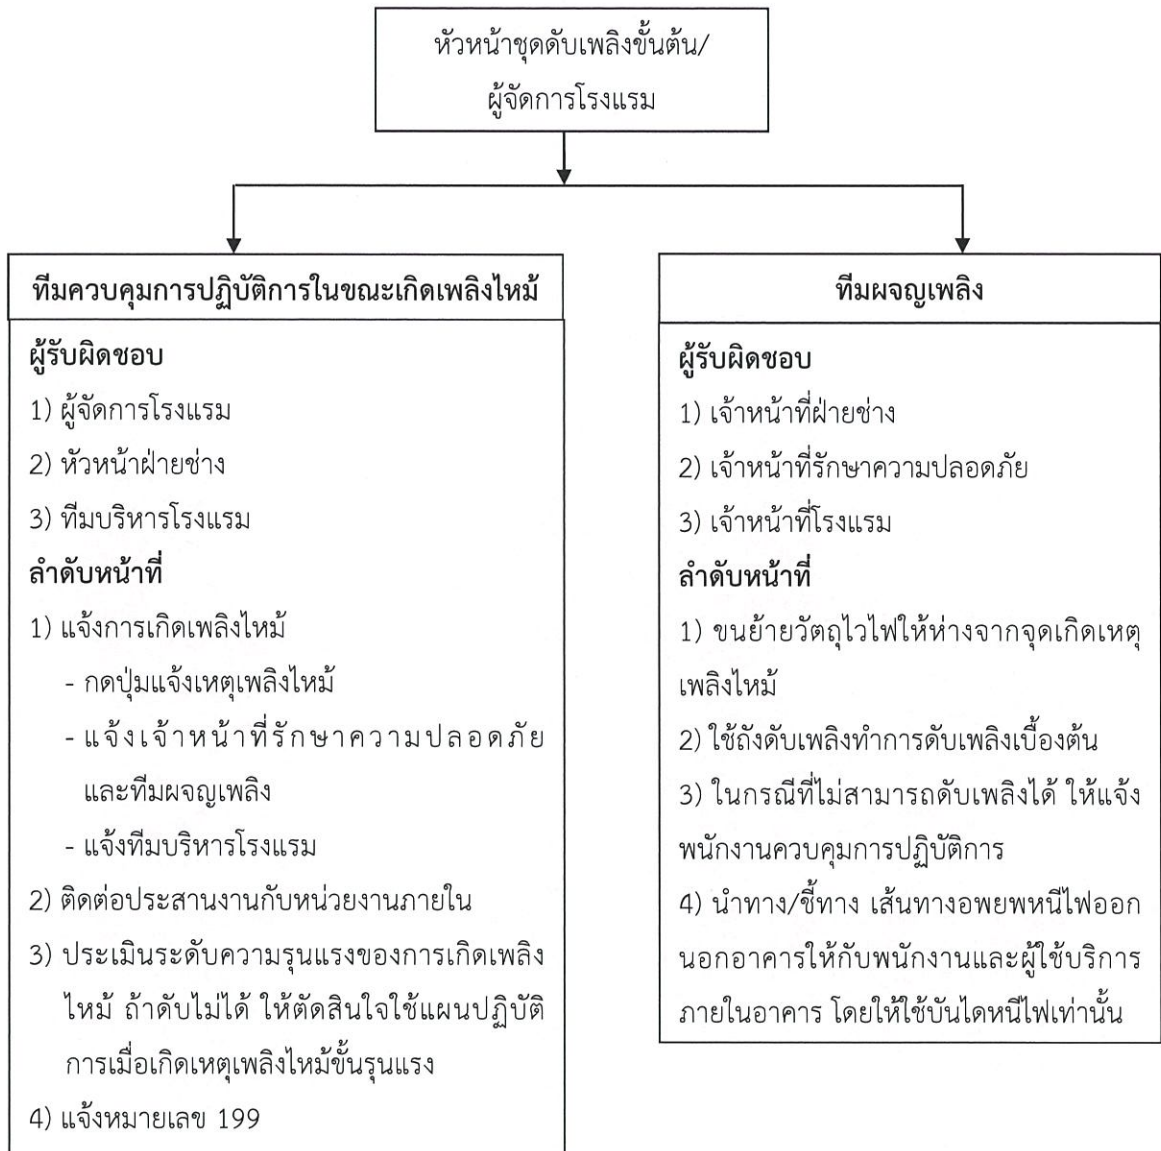 หัวหน้าชุดดับเพลิงขั้นต้น/
ผู้จัดการโรงแรม
ทีมควบคุมการปฏิบัติการในขณะเกิดเพลิงไหม้
ผู้รับผิดชอบ
1) ผู้จัดการโรงแรม
2) หัวหน้าฝ่ายช่าง
3) ทีมบริหารโรงแรม
ลำดับหน้าที่
1) แจ้งการเกิดเพลิงไหม้
- กดปุ่มแจ้งเหตุเพลิงไหม้
- แจ้งเจ้าหน้าที่รักษาความปลอดภัย
และทีมผจญเพลิง
- แจ้งทีมบริหารโรงแรม
2) ติดต่อประสานงานกับหน่วยงานภายใน
3) ประเมินระดับความรุนแรงของการเกิดเพลิง
ไหม้ ถ้าดับไม่ได้ ให้ตัดสินใจใช้แผนปฏิบัติ
การเมื่อเกิดเหตุเพลิงไหม้ขั้นรุนแรง
4) แจ้งหมายเลข 199
ทีมผจญเพลิง
ผู้รับผิดชอบ
1) เจ้าหน้าที่ฝ่ายช่าง
2) เจ้าหน้าที่รักษาความปลอดภัย
3) เจ้าหน้าที่โรงแรม
ลำดับหน้าที่
1) ขนย้ายวัตถุไวไฟให้ห่างจากจุดเกิดเหตุ
เพลิงไหม้
2) ใช้ถังดับเพลิงทำการดับเพลิงเบื้องต้น
3) ในกรณีที่ไม่สามารถดับเพลิงได้ ให้แจ้ง
พนักงานควบคุมการปฏิบัติการ
4) นำทาง/ชี้ทาง เส้นทางอพยพหนีไฟออก
นอกอาคารให้กับพนักงานและผู้ใช้บริการ
ภายในอาคาร โดยให้ใช้บันไดหนีไฟเท่านั้น